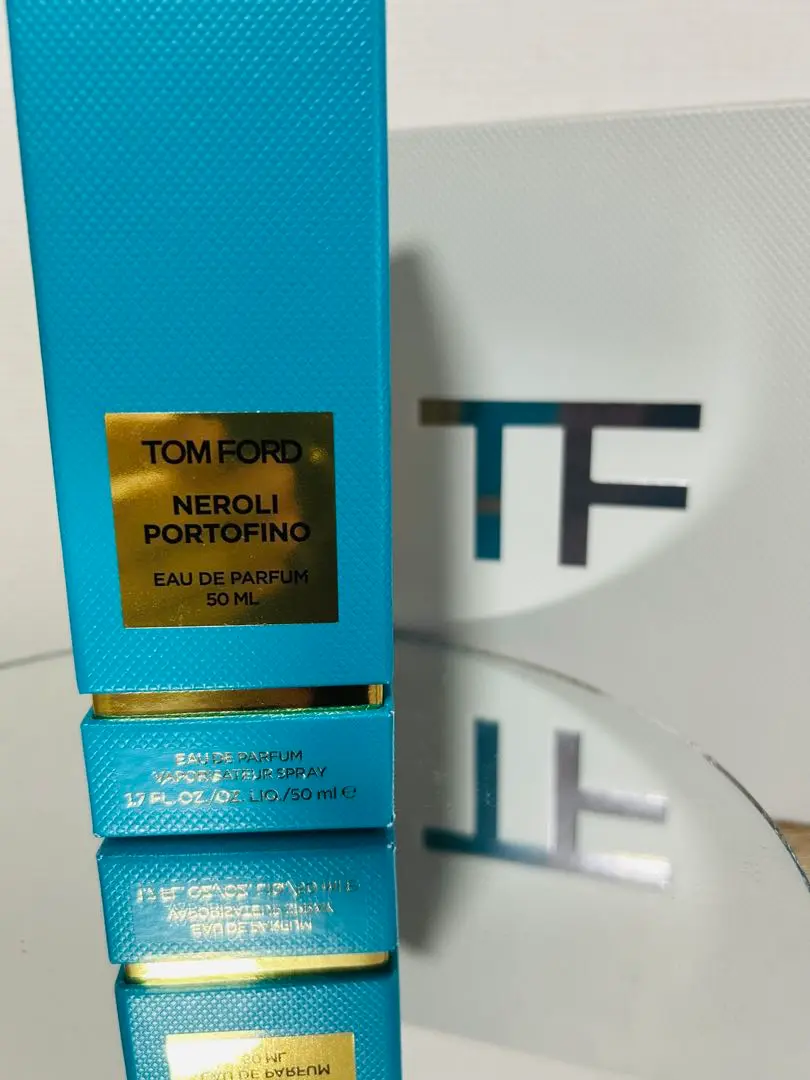 TOM FORD
NEROLI
PORTOFINO
EAU DE PARFUM
50 ML
EAU DE PARFUM
VAPORISATEUR SPRAY
1.7 FL.OZ./OZ. LIQ./50 ml ℮
TF